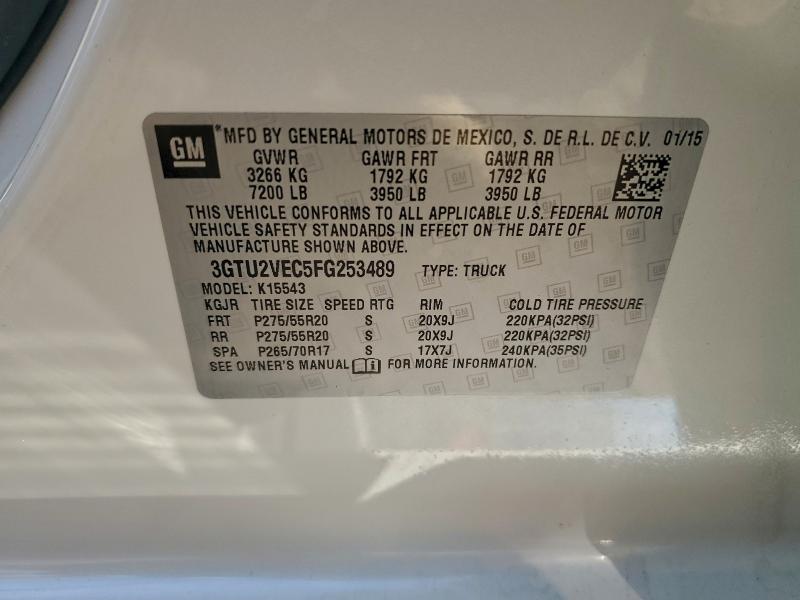 GM *MFD BY GENERAL MOTORS DE MEXICO, S. DE R.L. DE C.V. 01/15
GVWR GAWR FRT GAWR RR
3266 KG 1792 KG 1792 KG
7200 LB 3950 LB 3950 LB
THIS VEHICLE CONFORMS TO ALL APPLICABLE U.S. FEDERAL MOTOR
VEHICLE SAFETY STANDARDS IN EFFECT ON THE DATE OF
MANUFACTURE SHOWN ABOVE.
3GTU2VEC5FG253489 TYPE: TRUCK
MODEL: K15543
KGJR TIRE SIZE SPEED RTG RIM COLD TIRE PRESSURE
FRT P275/55R20 S 20X9J 220KPA(32PSI)
RR P275/55R20 S 20X9J 220KPA(32PSI)
SPA P265/70R17 S 17X7J 240KPA(35PSI)
SEE OWNER'S MANUAL i FOR MORE INFORMATION.